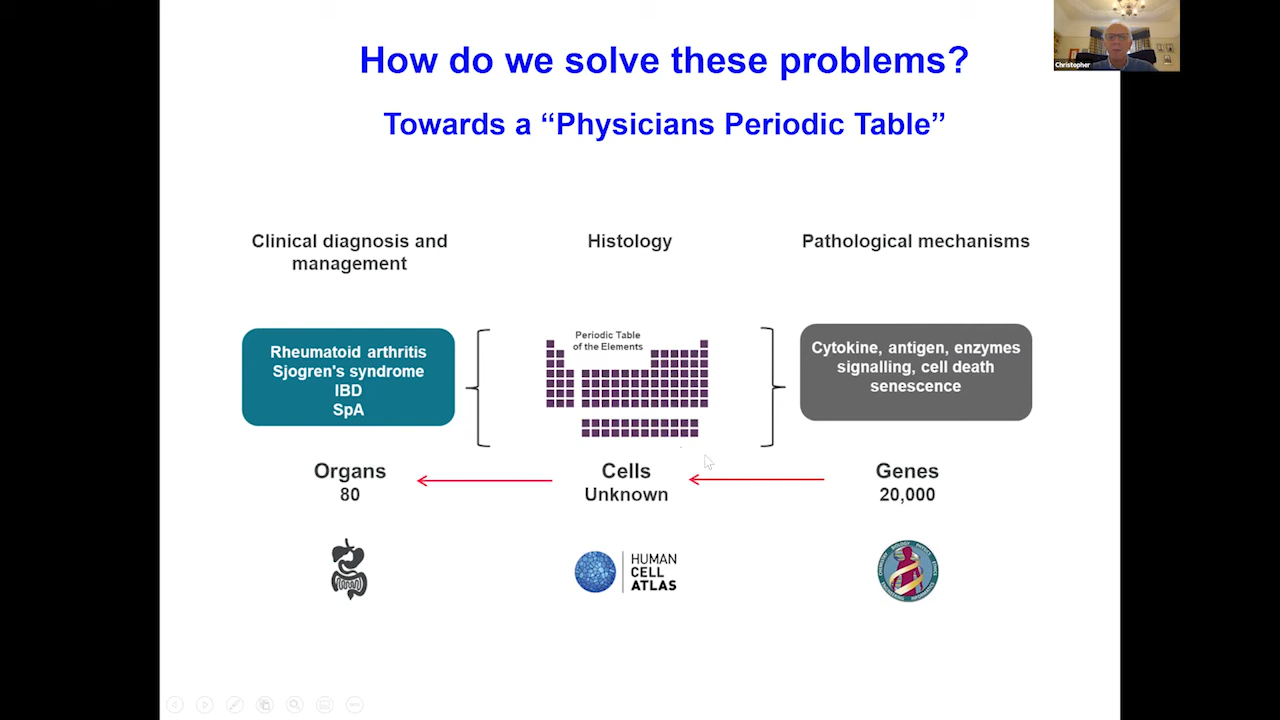 How do we solve these problems?
Christopher
Towards a “Physicians Periodic Table”
Clinical diagnosis and
management
Histology
Pathological mechanisms
Rheumatoid arthritis
Sjogren's syndrome
IBD
SpA
Periodic Table
of the Elements
Cytokine, antigen, enzymes
signalling, cell death
senescence
Organs
80
Cells
Unknown
Genes
20,000
HUMAN
CELL
ATLAS